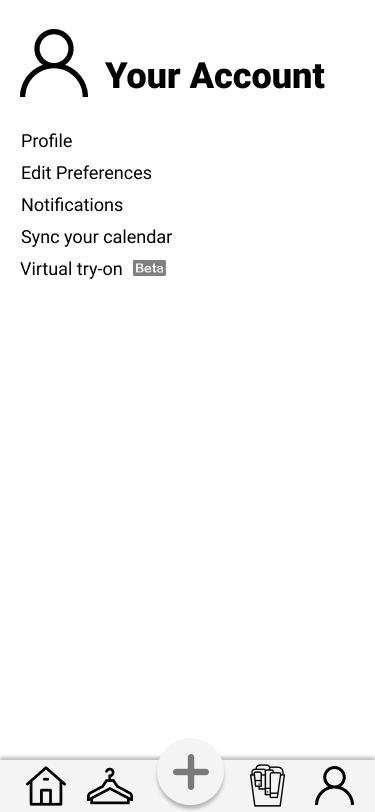 Your Account
Profile
Edit Preferences
Notifications
Sync your calendar
Virtual try-on Beta